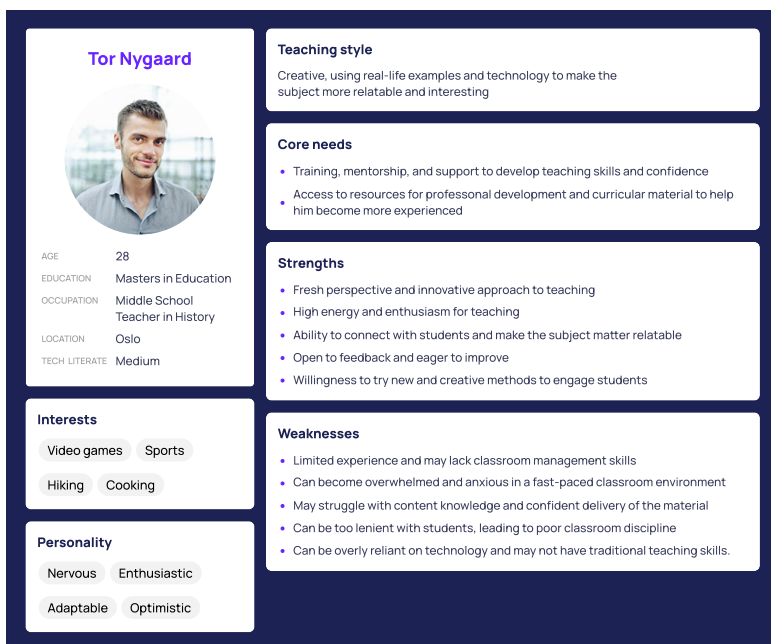 Tor Nygaard
AGE 28
EDUCATION Masters in Education
OCCUPATION Middle School
Teacher in History
LOCATION Oslo
TECH LITERATE Medium
Interests
Video games Sports
Hiking Cooking
Personality
Nervous Enthusiastic
Adaptable Optimistic
Teaching style
Creative, using real-life examples and technology to make the
subject more relatable and interesting
Core needs
• Training, mentorship, and support to develop teaching skills and confidence
• Access to resources for professonal development and curricular material to help
him become more experienced
Strengths
• Fresh perspective and innovative approach to teaching
• High energy and enthusiasm for teaching
• Ability to connect with students and make the subject matter relatable
• Open to feedback and eager to improve
• Willingness to try new and creative methods to engage students
Weaknesses
• Limited experience and may lack classroom management skills
• Can become overwhelmed and anxious in a fast-paced classroom environment
• May struggle with content knowledge and confident delivery of the material
• Can be too lenient with students, leading to poor classroom discipline
• Can be overly reliant on technology and may not have traditional teaching skills.